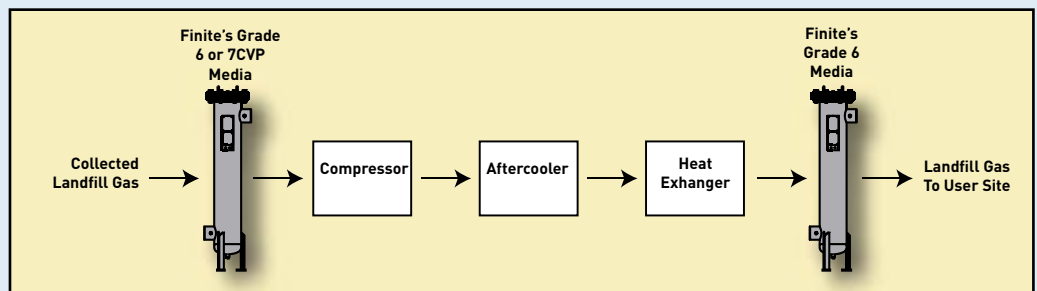 Finite's Grade
6 or 7CVP
Media
Finite's
Grade 6
Media
Collected
Landfill Gas
Compressor
Aftercooler
Heat
Exhanger
Landfill Gas
To User Site